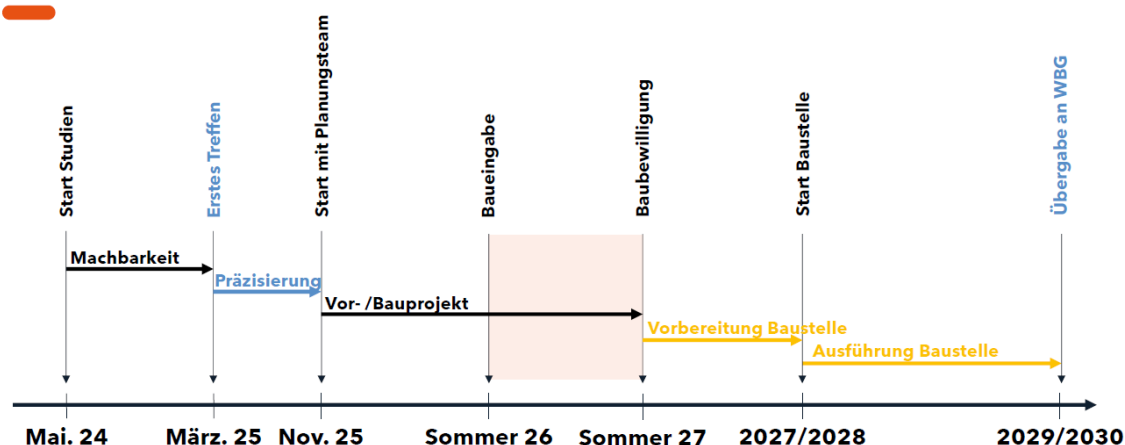 Start Studien
Erstes Treffen
Start mit Planungsteam
Baueingabe
Baubewilligung
Start Baustelle
Übergabe an WBG
Machbarkeit
Präzisierung
Vor- /Bauprojekt
Vorbereitung Baustelle
Ausführung Baustelle
Mai. 24
März. 25
Nov. 25
Sommer 26
Sommer 27
2027/2028
2029/2030